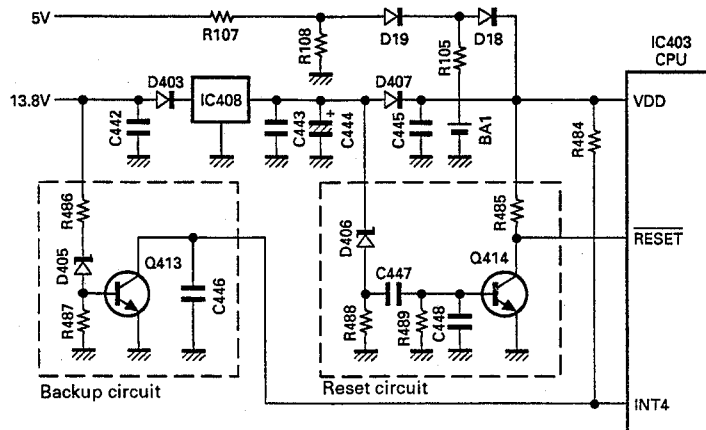 5V
R107
R108
D19
D18
R105
IC403
CPU
13.8V
D403
IC408
D407
VDD
C442
C443
+
C444
C445
BA1
R484
R486
D405
Q413
R487
C446
D406
C447
R485
Q414
RESET
R488
R489
C448
Backup circuit
Reset circuit
INT4